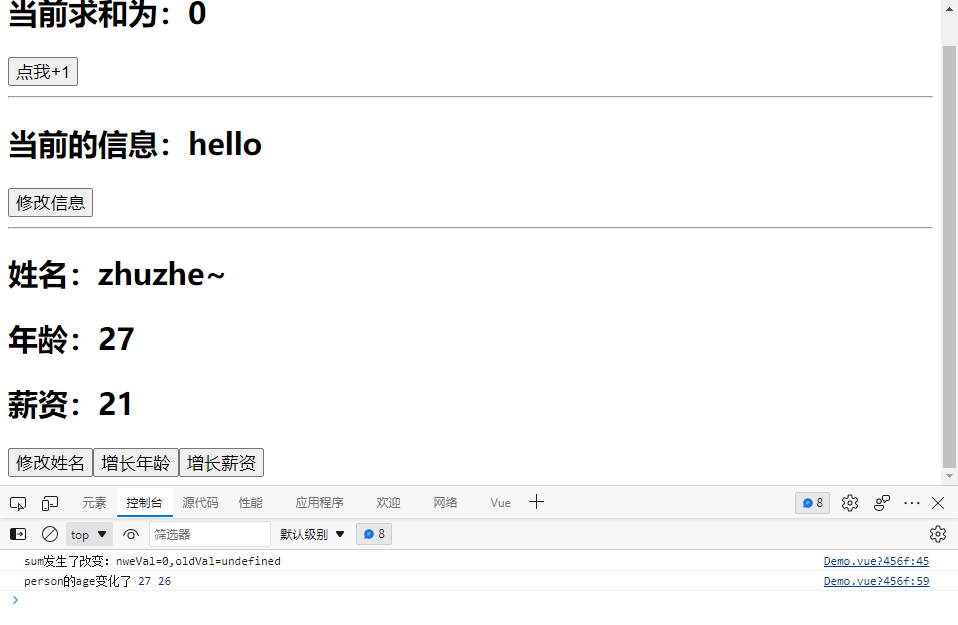 当前求和为：0
点我+1
当前的信息：hello
修改信息
姓名：zhuzhe~
年龄：27
薪资：21
修改姓名 增长年龄 增长薪资
元素 控制台 源代码 性能 应用程序 欢迎 网络 Vue 8
top 筛选器 默认级别 8
sum发生了改变：nweVal=0,oldVal=undefined Demo.vue?456f:45
person的age变化了 27 26 Demo.vue?456f:59